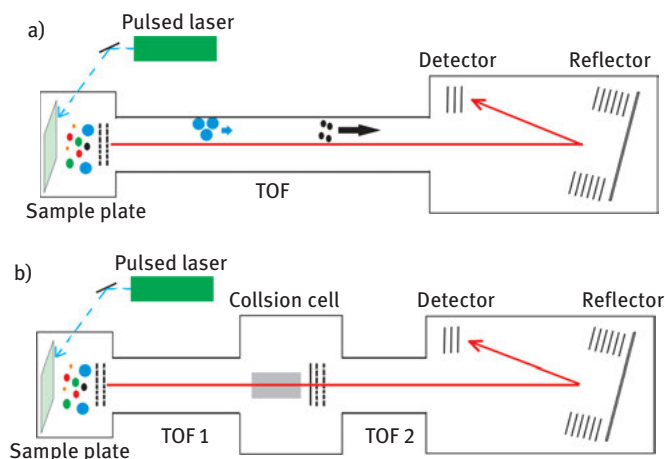 a)
Pulsed laser
Detector
Reflector
Sample plate
TOF
b)
Pulsed laser
Collsion cell
Detector
Reflector
TOF 1
TOF 2
Sample plate